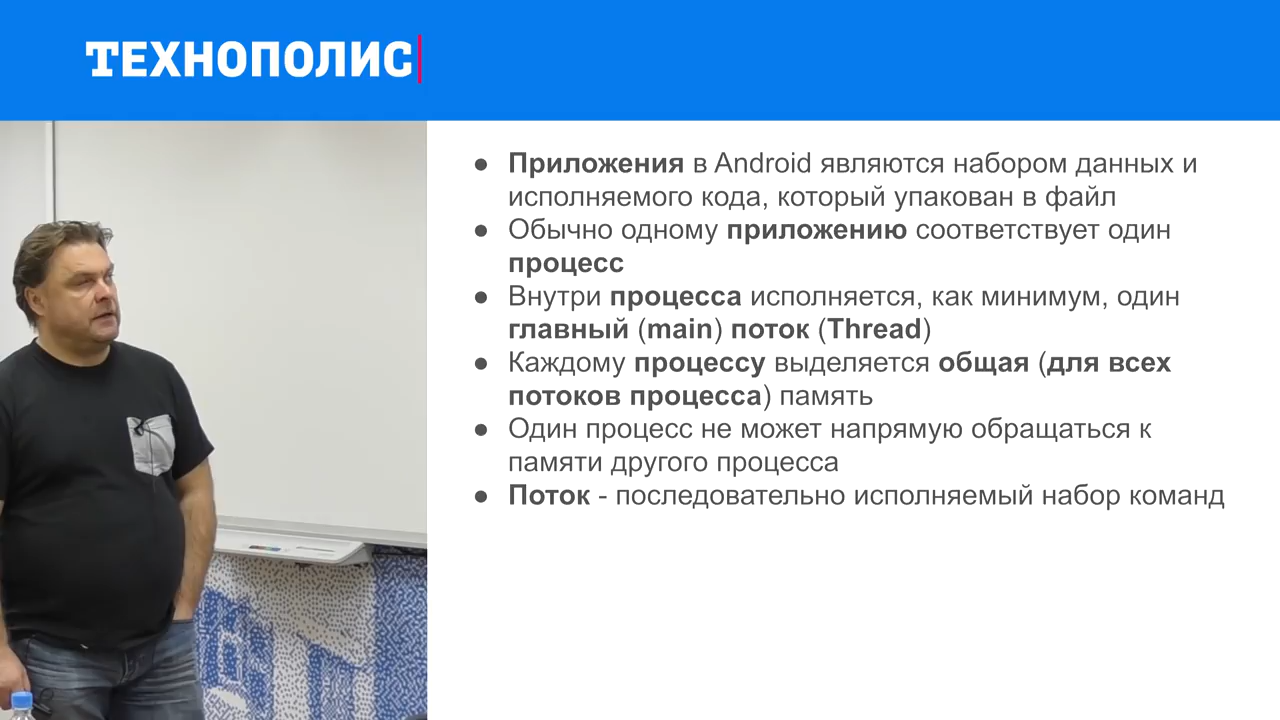 ТЕХНОПОЛИС
● Приложения в Android являются набором данных и
исполняемого кода, который упакован в файл
● Обычно одному приложению соответствует один
процесс
● Внутри процесса исполняется, как минимум, один
главный (main) поток (Thread)
● Каждому процессу выделяется общая (для всех
потоков процесса) память
● Один процесс не может напрямую обращаться к
памяти другого процесса
● Поток - последовательно исполняемый набор команд